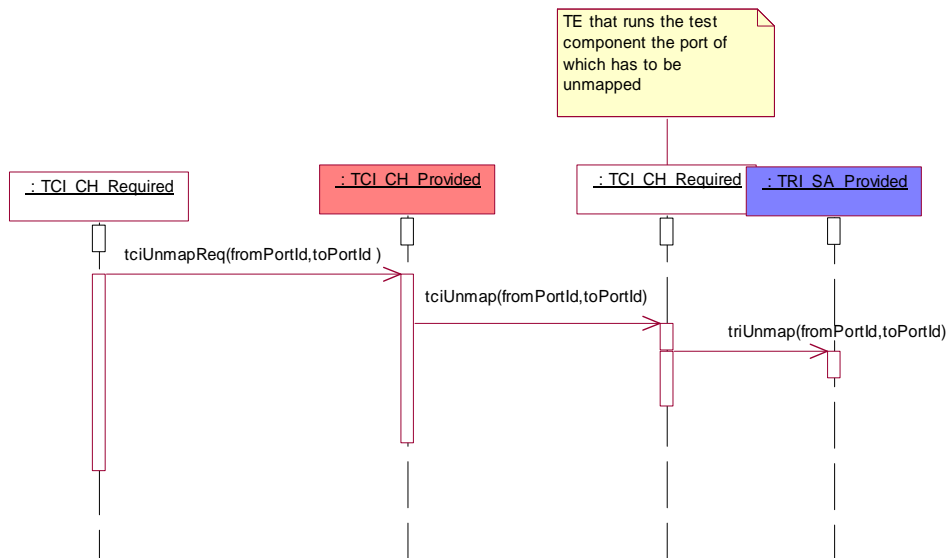 TE that runs the test
component the port of
which has to be
unmapped
: TCI_CH_Required
: TCI_CH_Provided
: TCI_CH_Required
: TRI_SA_Provided
tciUnmapReq(fromPortId,toPortId )
tciUnmap(fromPortId,toPortId)
triUnmap(fromPortId,toPortId)